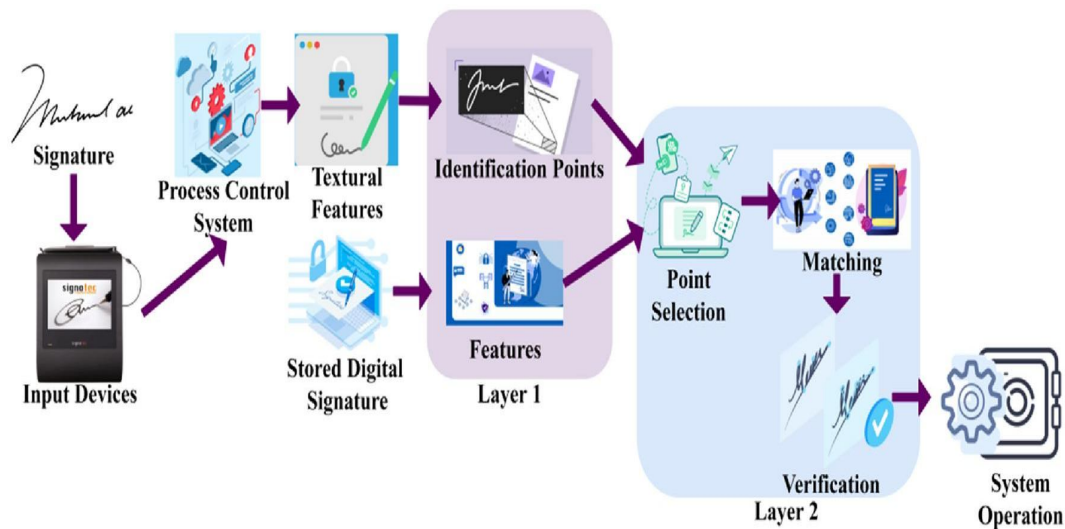 Signature
Process Control
System
Textural
Features
Identification Points
signotec
Input Devices
Stored Digital
Signature
Features
Layer 1
Point
Selection
Matching
Verification
Layer 2
System
Operation